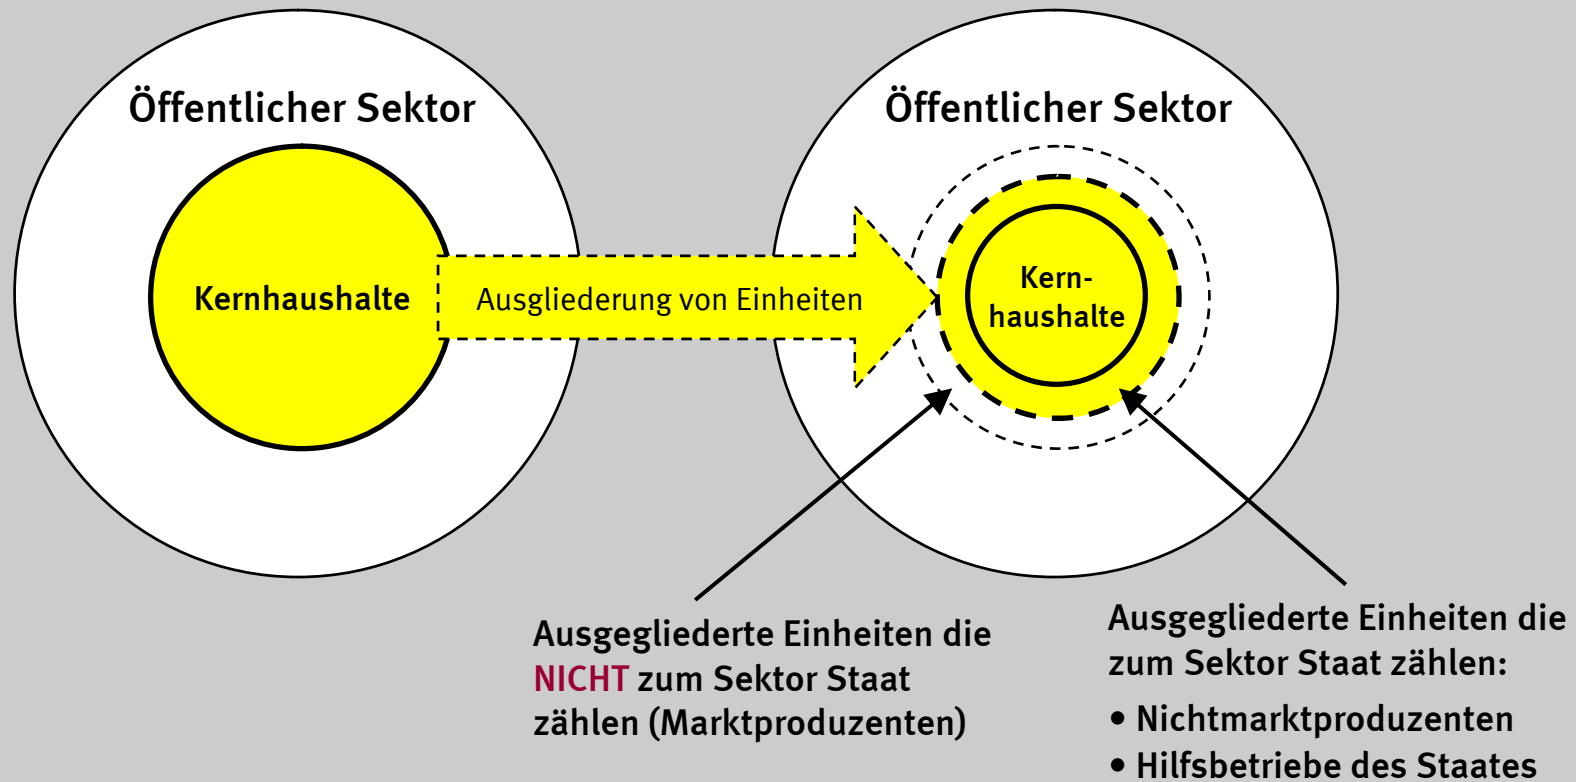 Öffentlicher Sektor
Kernhaushalte
Ausgliederung von Einheiten
Öffentlicher Sektor
Kern-
haushalte
Ausgegliederte Einheiten die
NICHT zum Sektor Staat
zählen (Marktproduzenten)
Ausgegliederte Einheiten die
zum Sektor Staat zählen:
• Nichtmarktproduzenten
• Hilfsbetriebe des Staates